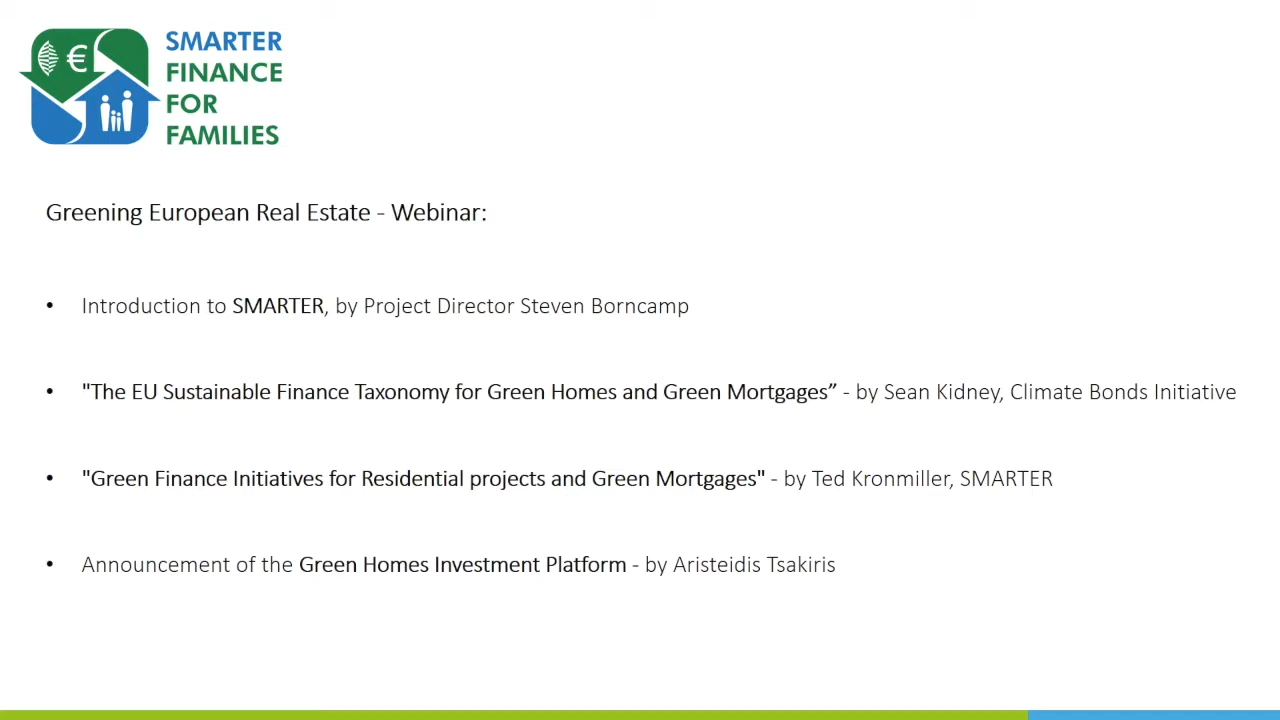 €
SMARTER
FINANCE
FOR
FAMILIES
Greening European Real Estate - Webinar:
• Introduction to SMARTER, by Project Director Steven Borncamp
• "The EU Sustainable Finance Taxonomy for Green Homes and Green Mortgages” - by Sean Kidney, Climate Bonds Initiative
• "Green Finance Initiatives for Residential projects and Green Mortgages" - by Ted Kronmiller, SMARTER
• Announcement of the Green Homes Investment Platform - by Aristeidis Tsakiris